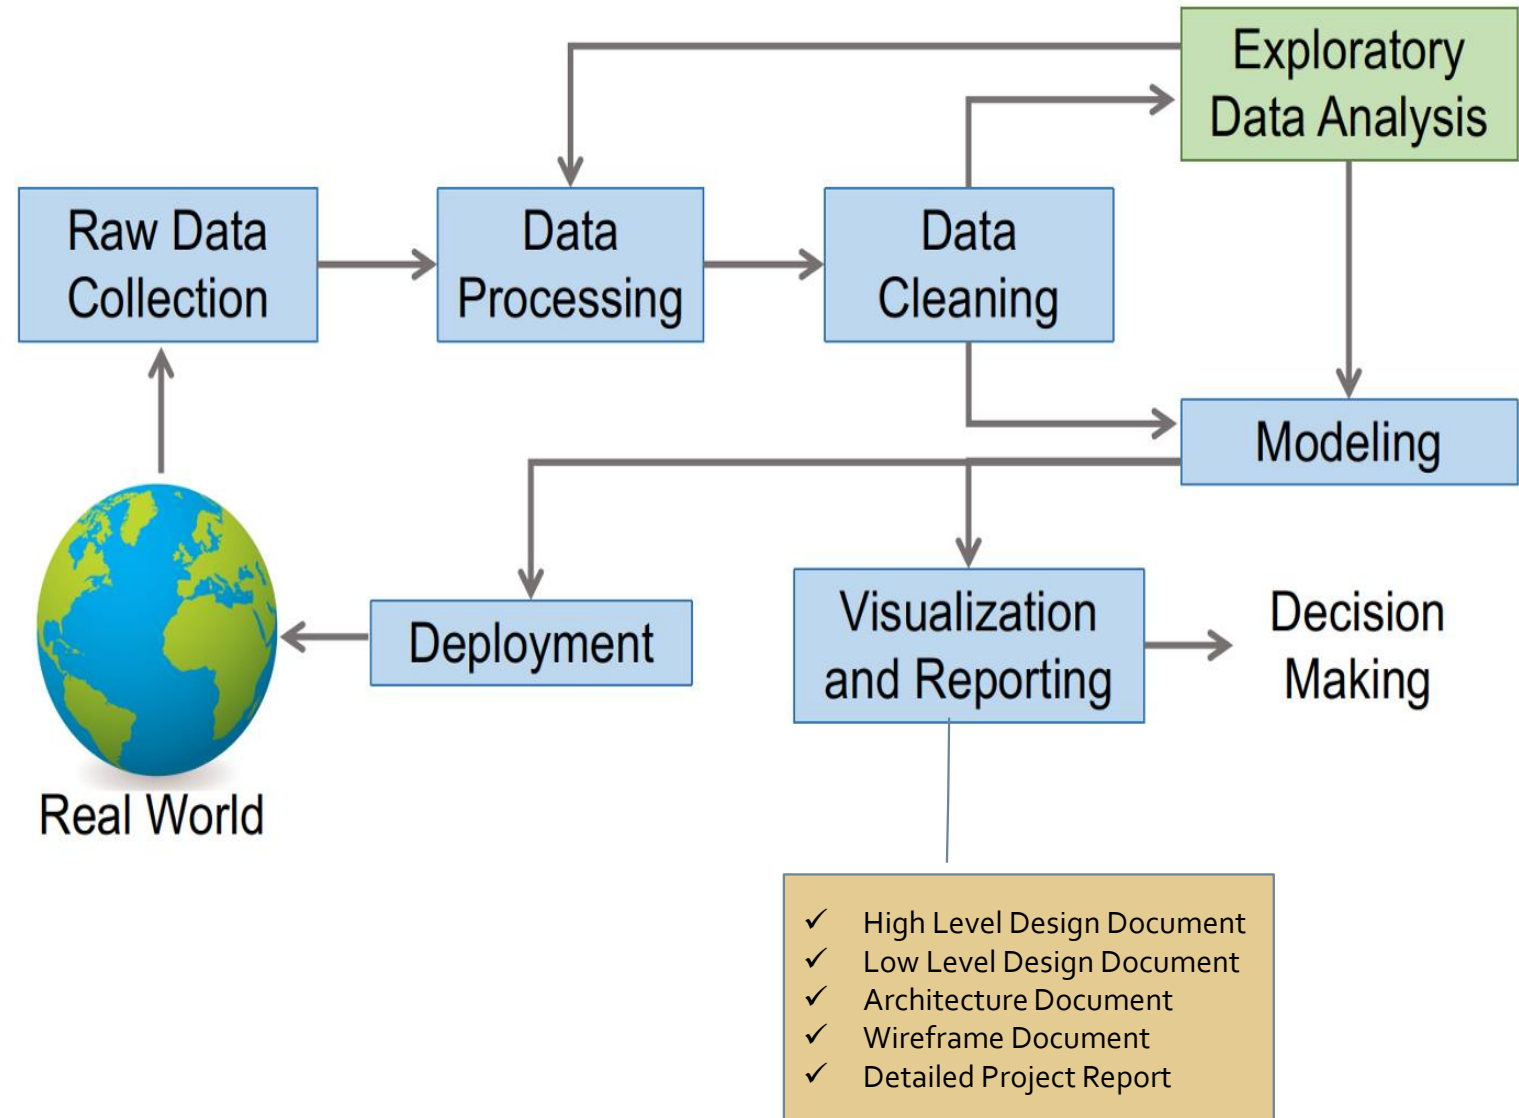 Exploratory
Data Analysis
Raw Data
Collection
Data
Processing
Data
Cleaning
Modeling
Deployment
Visualization
and Reporting
Decision
Making
Real World
✓ High Level Design Document
✓ Low Level Design Document
✓ Architecture Document
✓ Wireframe Document
✓ Detailed Project Report